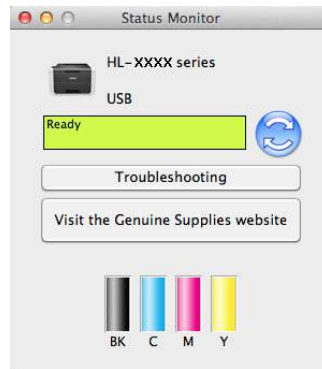 Status Monitor
HL-XXXX series
USB
Ready
Troubleshooting
Visit the Genuine Supplies website
BK C M Y